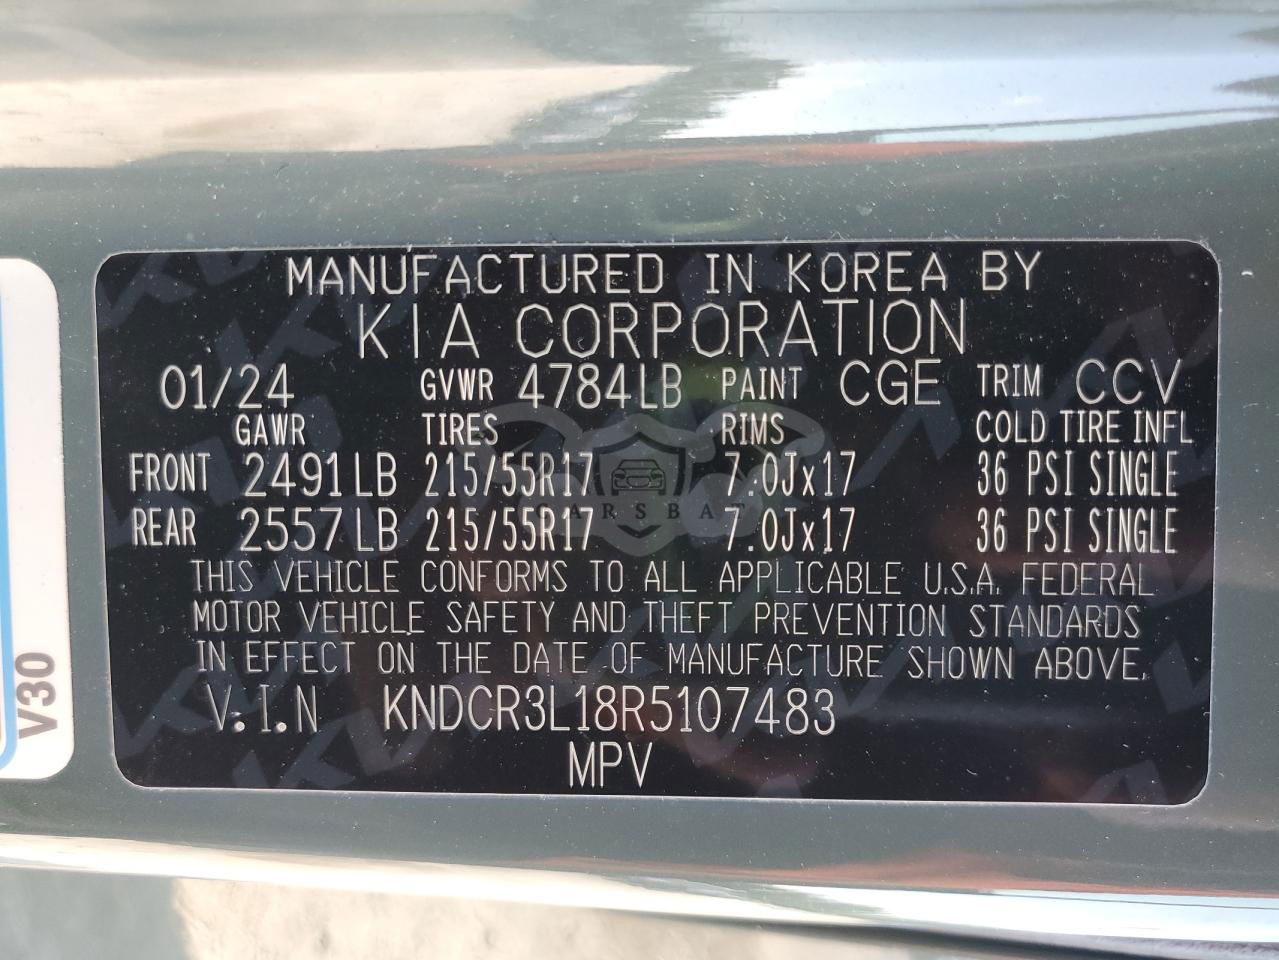 MANUFACTURED IN KOREA BY
KIA CORPORATION
01/24 GVWR 4784LB PAINT CGE TRIM CCV
GAWR TIRES RIMS COLD TIRE INFL
FRONT 2491LB 215/55R17 7.0Jx17 36 PSI SINGLE
REAR 2557LB 215/55R17 7.0Jx17 36 PSI SINGLE
CARSBAT
THIS VEHICLE CONFORMS TO ALL APPLICABLE U.S.A. FEDERAL
MOTOR VEHICLE SAFETY AND THEFT PREVENTION STANDARDS
IN EFFECT ON THE DATE OF MANUFACTURE SHOWN ABOVE.
V.I.N KNDCR3L18R5107483
MPV
V30